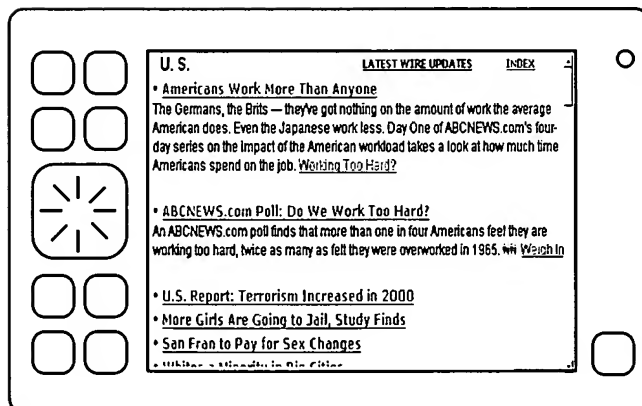 U. S. LATEST WIRE UPDATES INDEX
• Americans Work More Than Anyone
The Germans, the Brits — they've got nothing on the amount of work the average
American does. Even the Japanese work less. Day One of ABCNEWS.com's four-
day series on the impact of the American workload takes a look at how much time
Americans spend on the job. Working Too Hard?
• ABCNEWS.com Poll: Do We Work Too Hard?
An ABCNEWS.com poll finds that more than one in four Americans feel they are
working too hard, twice as many as felt they were overworked in 1965. Weigh In
• U.S. Report: Terrorism Increased in 2000
• More Girls Are Going to Jail, Study Finds
• San Fran to Pay for Sex Changes
• Whites a Minority in Big Cities